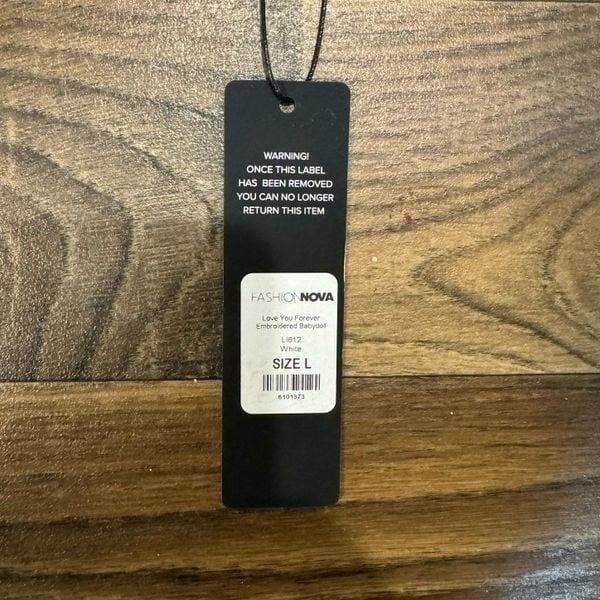 WARNING!
ONCE THIS LABEL
HAS BEEN REMOVED
YOU CAN NO LONGER
RETURN THIS ITEM
FASHIONNOVA
Love You Forever
Embroidered Babydoll
LI612
White
SIZE L
6101373